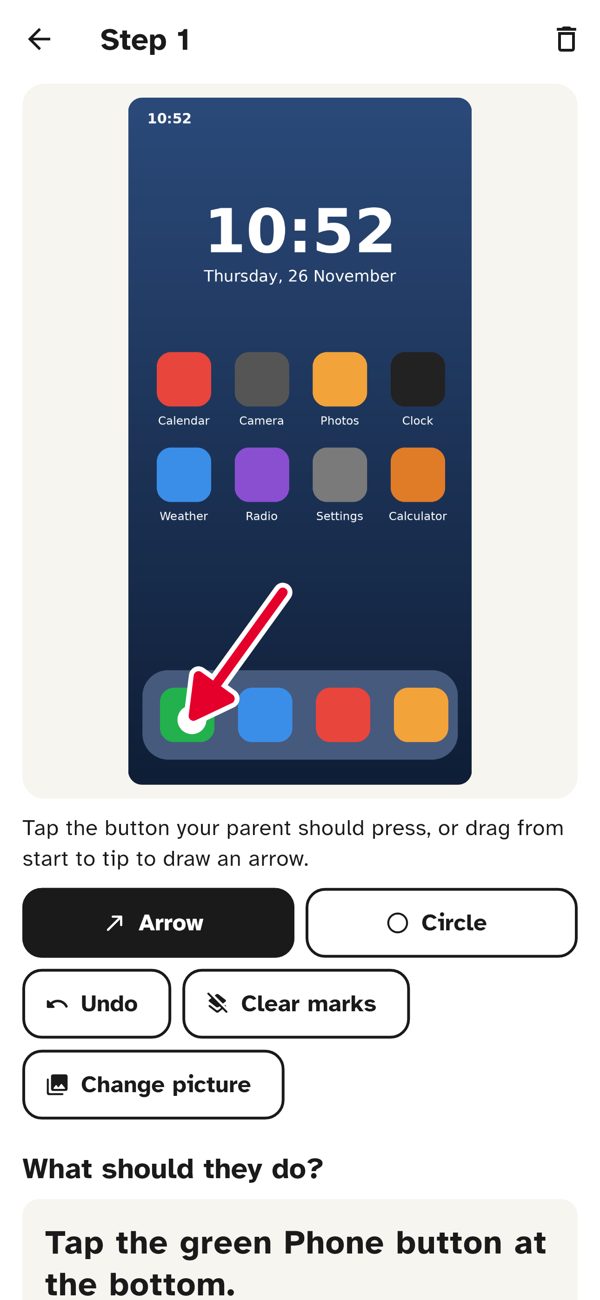 Step 1
10:52
10:52
Thursday, 26 November
Calendar
Camera
Photos
Clock
Weather
Radio
Settings
Calculator
Tap the button your parent should press, or drag from
start to tip to draw an arrow.
Arrow
Circle
Undo
Clear marks
Change picture
What should they do?
Tap the green Phone button at
the bottom.